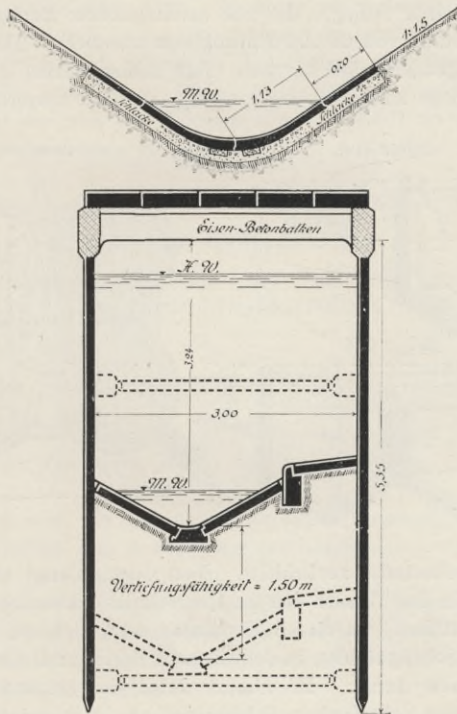 1:1,5
0,70
M.W.
1,13
Schlacke
Schlacke
Eisen-Betonbalken
H.W.
3,24
3,00
5,35
M.W.
Vertiefungsfähigkeit = 1,50 m